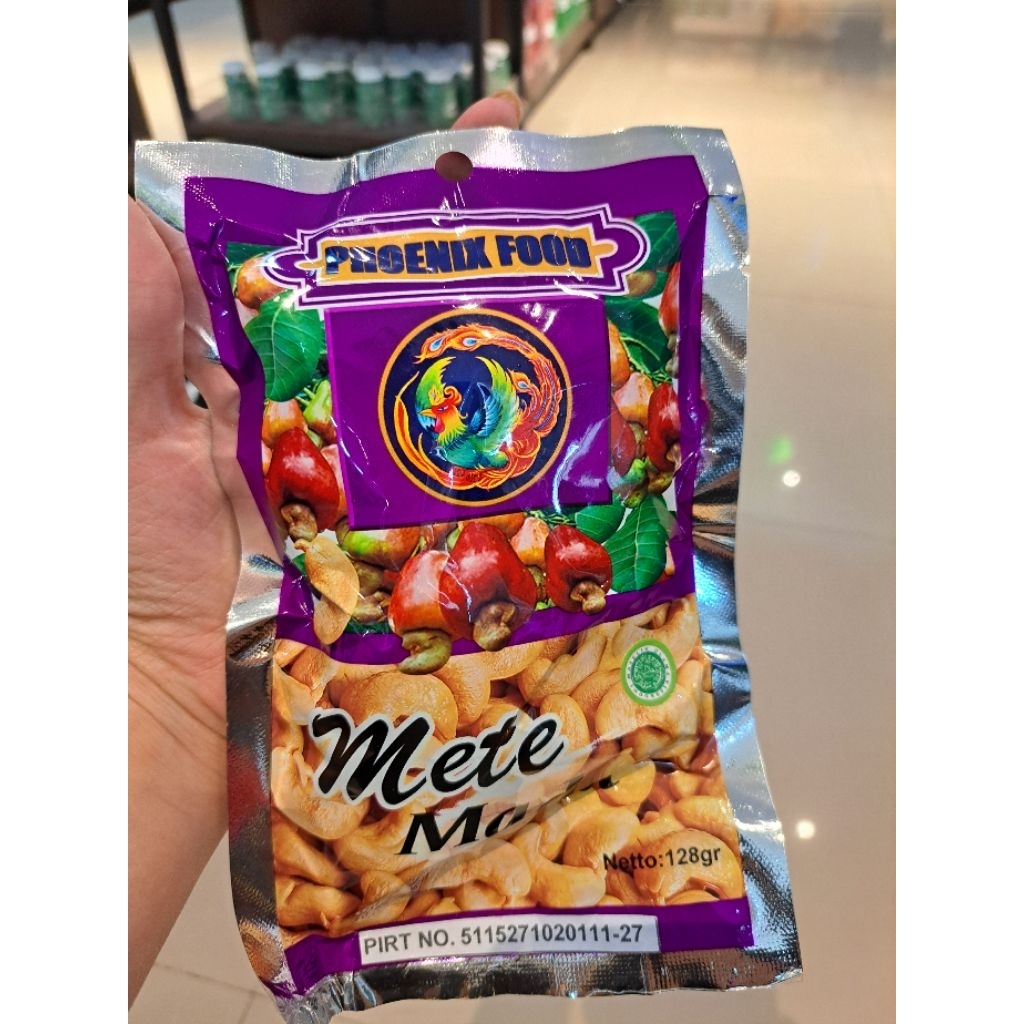 PHOENIX FOOD
Mete
Netto:128gr
PIRT NO. 5115271020111-27